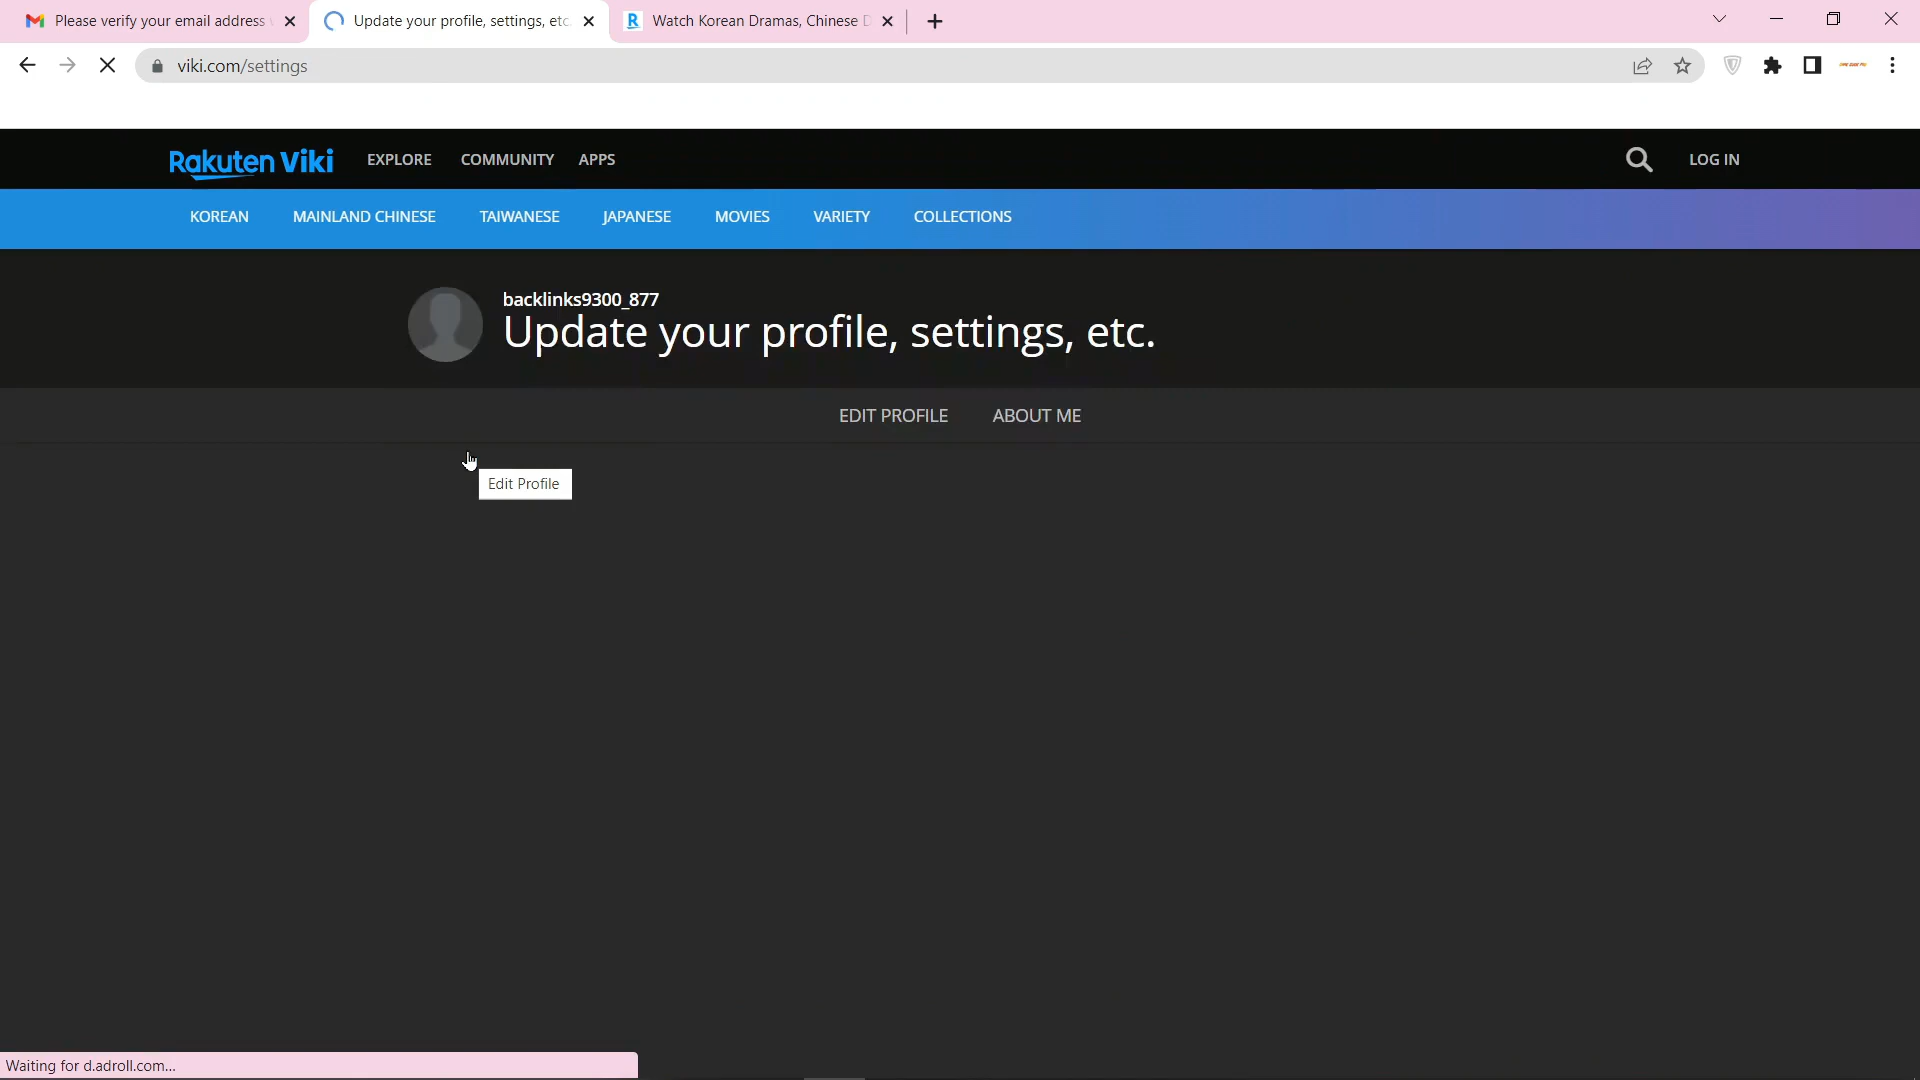 Please verify your email address
Update your profile, settings, etc.
Watch Korean Dramas, Chinese D
viki.com/settings
Rakuten Viki
EXPLORE
COMMUNITY
APPS
LOG IN
KOREAN
MAINLAND CHINESE
TAIWANESE
JAPANESE
MOVIES
VARIETY
COLLECTIONS
backlinks9300_877
Update your profile, settings, etc.
EDIT PROFILE
ABOUT ME
Edit Profile
Waiting for d.adroll.com...